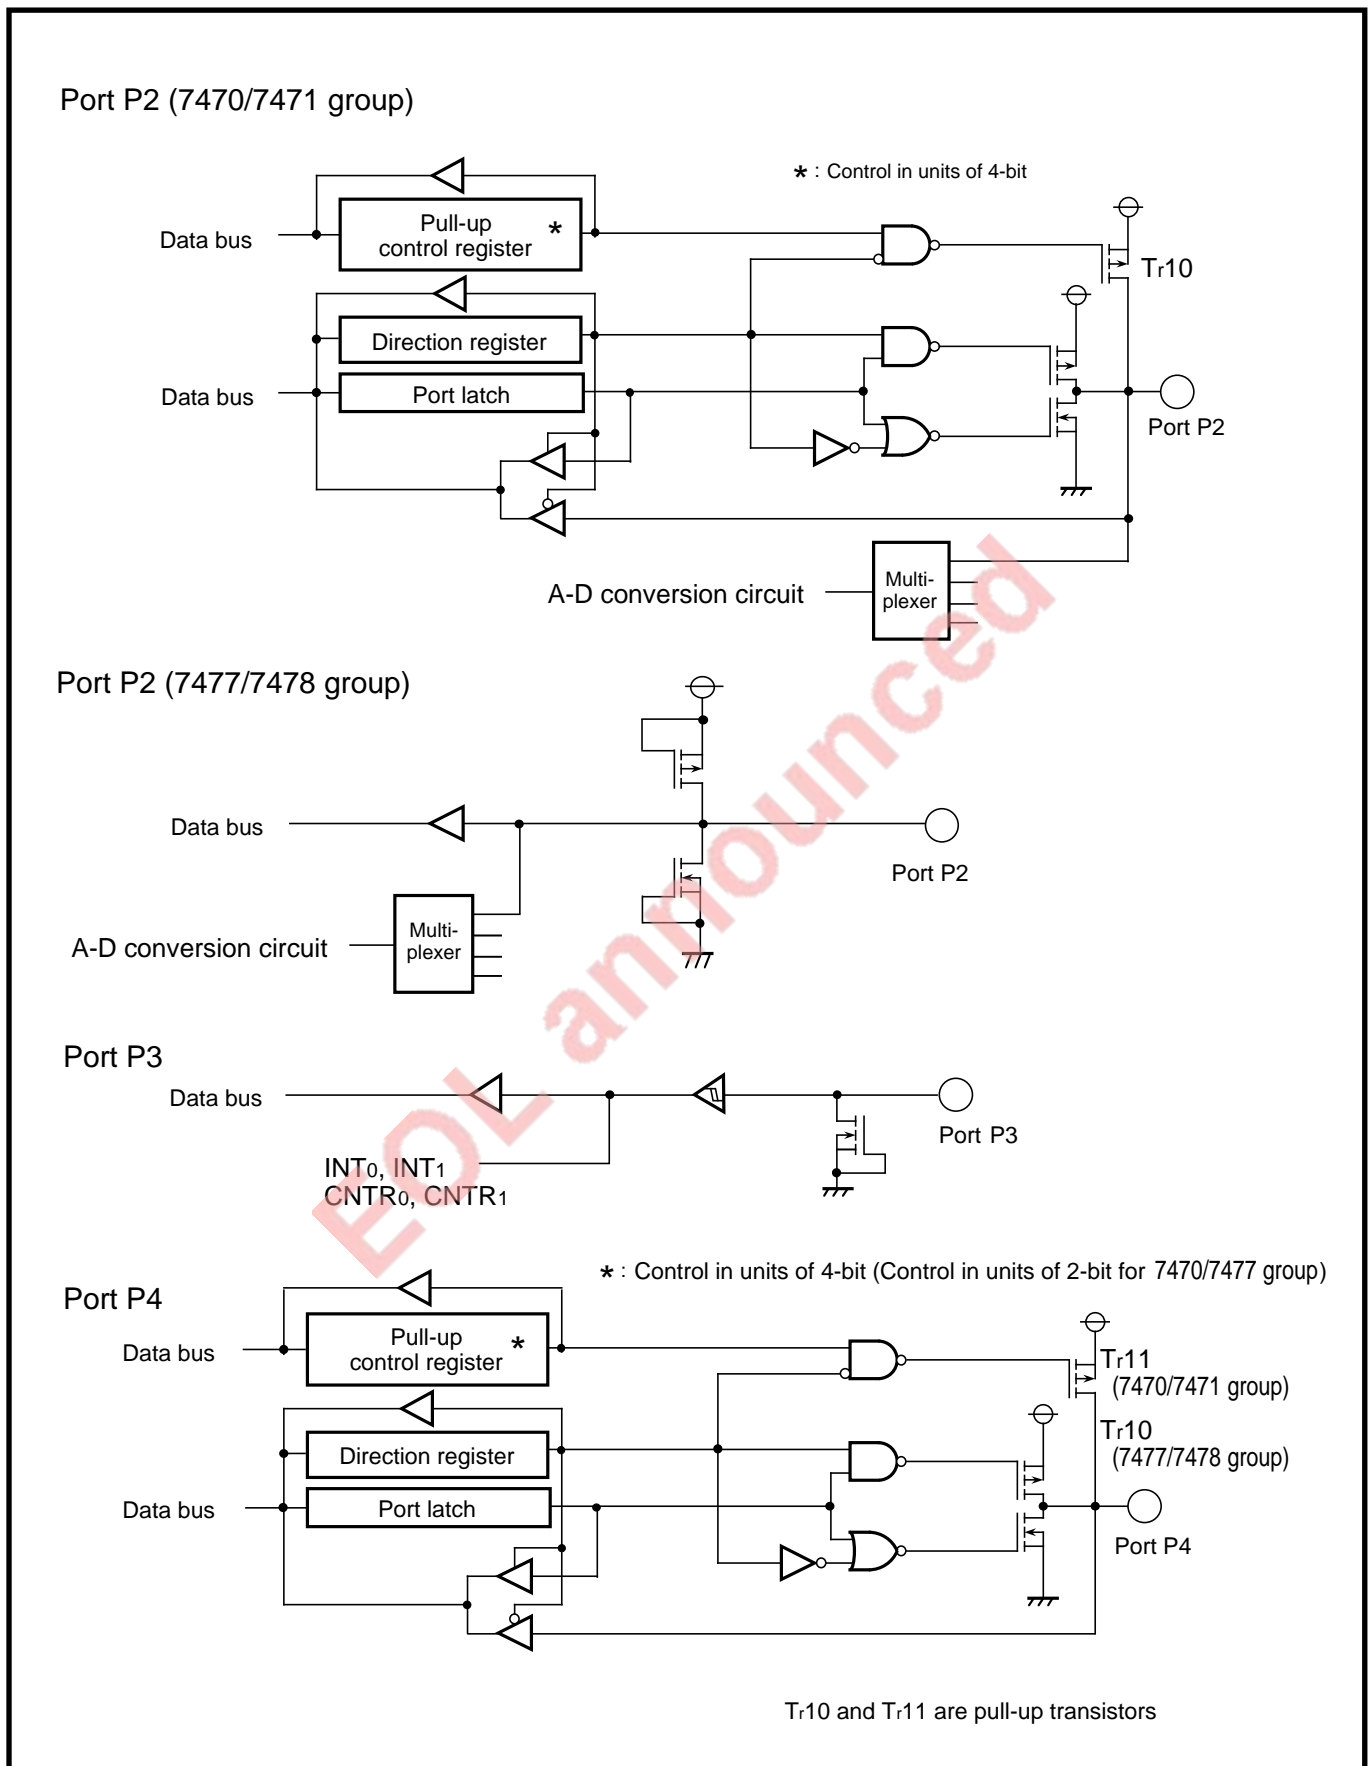 Port P2 (7470/7471 group)
* : Control in units of 4-bit
Data bus
Pull-up
control register *
Tr10
Direction register
Data bus
Port latch
Port P2
A-D conversion circuit
Multi-
plexer
Port P2 (7477/7478 group)
Data bus
Port P2
A-D conversion circuit
Multi-
plexer
Port P3
Data bus
Port P3
INT0, INT1
CNTR0, CNTR1
* : Control in units of 4-bit (Control in units of 2-bit for 7470/7477 group)
Port P4
Data bus
Pull-up
control register *
Tr11
(7470/7471 group)
Tr10
(7477/7478 group)
Direction register
Data bus
Port latch
Port P4
Tr10 and Tr11 are pull-up transistors
EOL announced